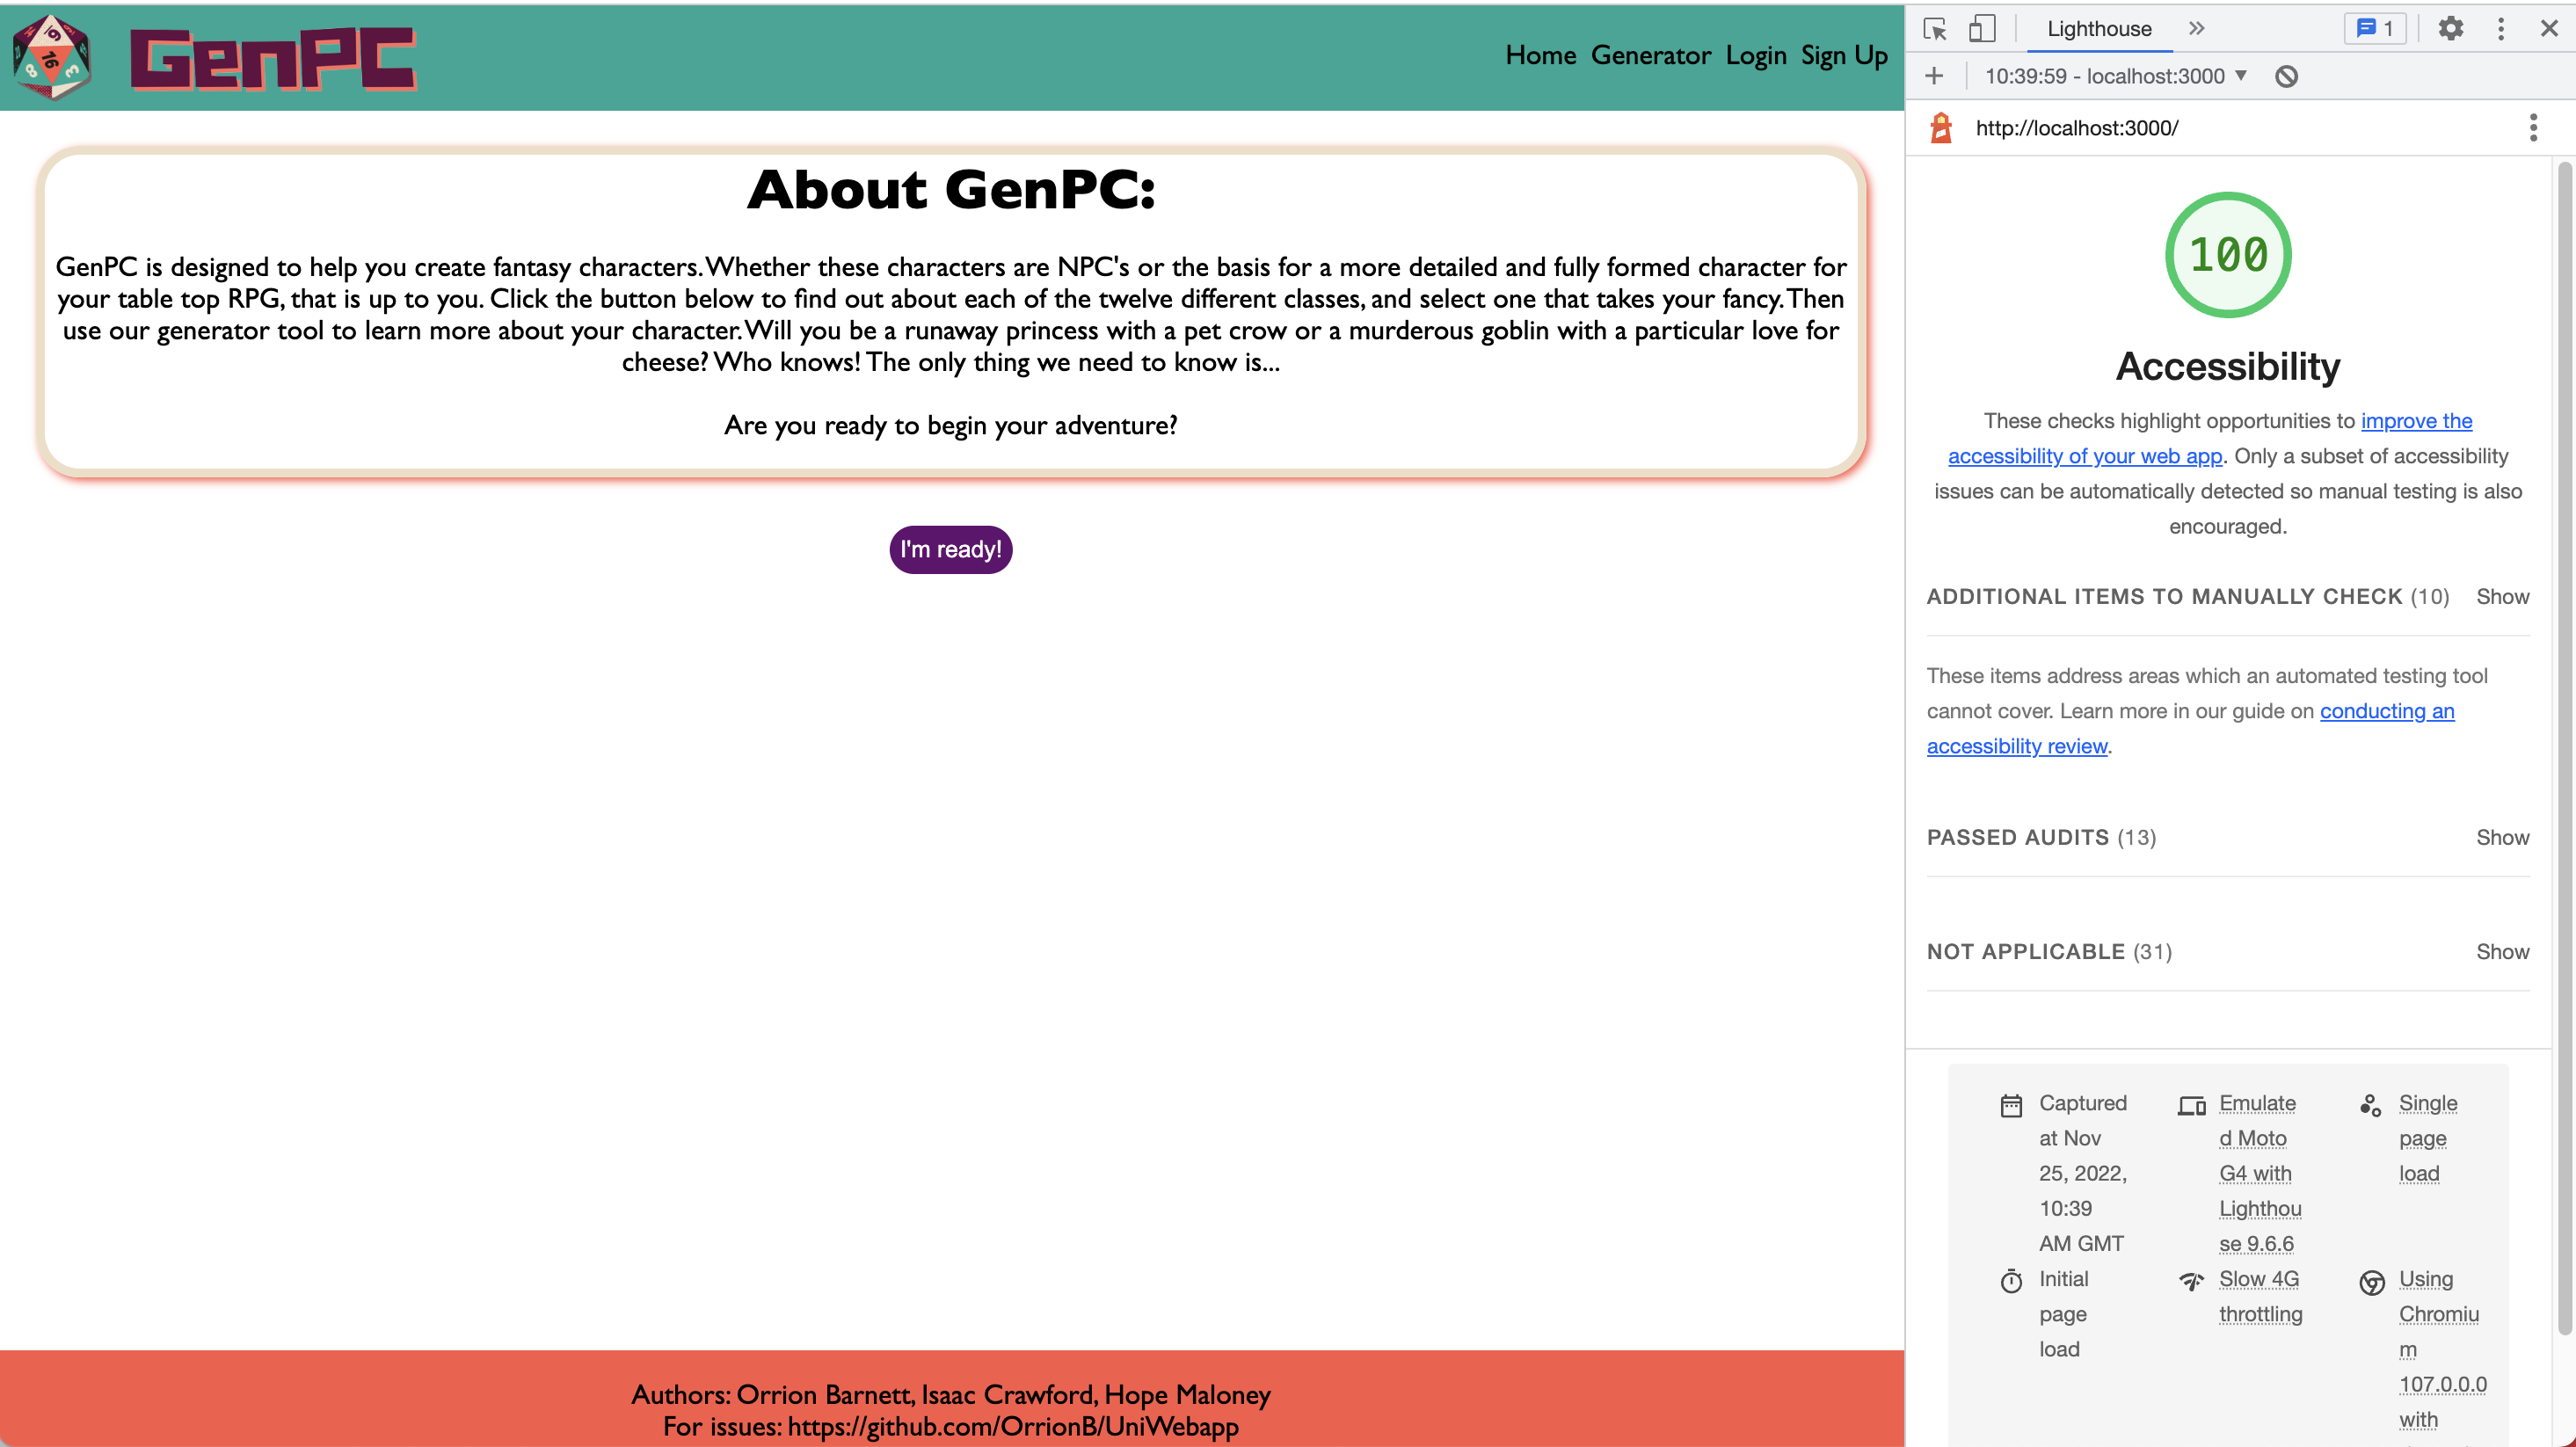 GenPC
Home Generator Login Sign Up
16
8
3
About GenPC:
GenPC is designed to help you create fantasy characters. Whether these characters are NPC's or the basis for a more detailed and fully formed character for
your table top RPG, that is up to you. Click the button below to find out about each of the twelve different classes, and select one that takes your fancy. Then
use our generator tool to learn more about your character. Will you be a runaway princess with a pet crow or a murderous goblin with a particular love for
cheese? Who knows! The only thing we need to know is...
Are you ready to begin your adventure?
I'm ready!
Authors: Orrion Barnett, Isaac Crawford, Hope Maloney
For issues: https://github.com/OrrionB/UniWebapp
Lighthouse
1
10:39:59 - localhost:3000
http://localhost:3000/
100
Accessibility
These checks highlight opportunities to improve the
accessibility of your web app. Only a subset of accessibility
issues can be automatically detected so manual testing is also
encouraged.
ADDITIONAL ITEMS TO MANUALLY CHECK (10) Show
These items address areas which an automated testing tool
cannot cover. Learn more in our guide on conducting an
accessibility review.
PASSED AUDITS (13) Show
NOT APPLICABLE (31) Show
Captured
at Nov
25, 2022,
10:39
AM GMT
Emulate
d Moto
G4 with
Lighthou
se 9.6.6
Single
page
load
Initial
page
load
Slow 4G
throttling
Using
Chromiu
m
107.0.0.0
with